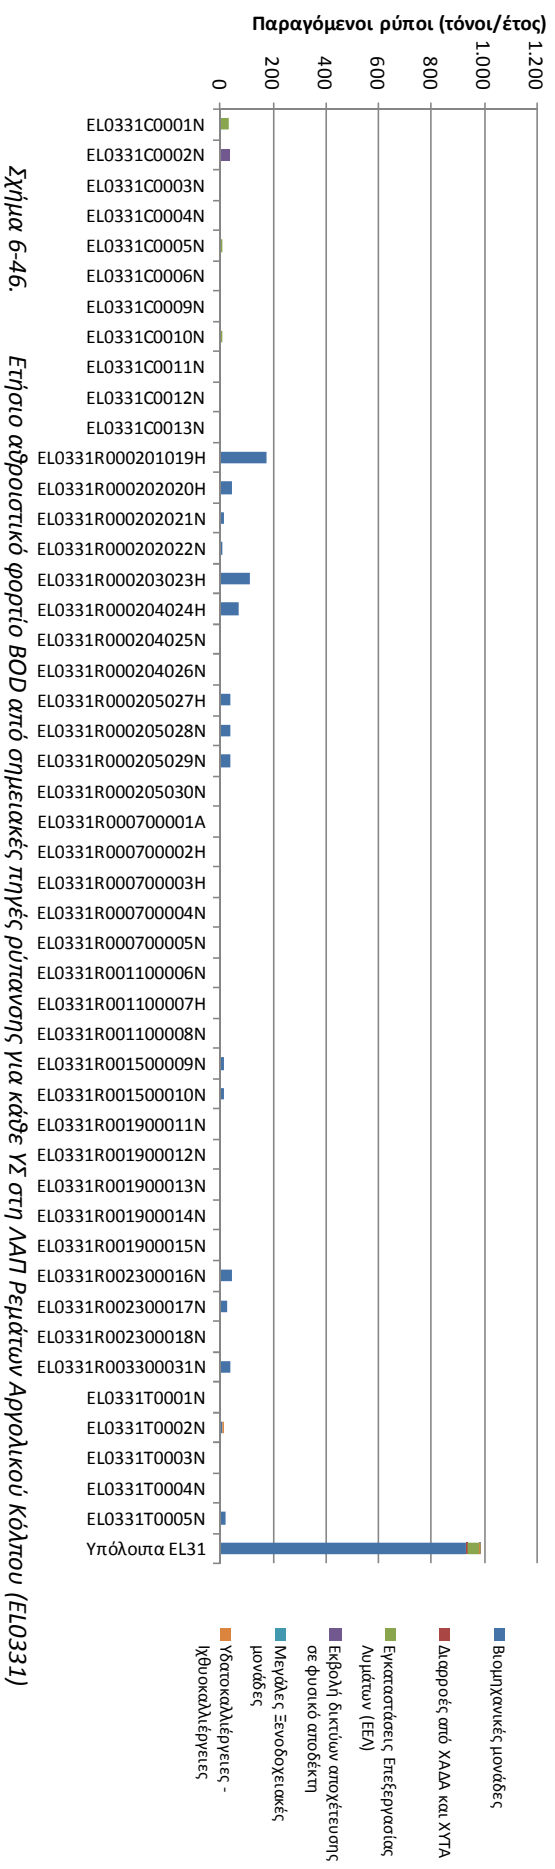 Παραγόμενοι ρύποι (τόνοι/έτος)
1.200
1.000
800
600
400
200
0
EL0331C0001N
EL0331C0002N
EL0331C0003N
EL0331C0004N
EL0331C0005N
EL0331C0006N
EL0331C0009N
EL0331C0010N
EL0331C0011N
EL0331C0012N
EL0331C0013N
EL0331R000201019H
EL0331R000202020H
EL0331R000202021N
EL0331R000202022N
EL0331R000203023H
EL0331R000204024H
EL0331R000204025N
EL0331R000204026N
EL0331R000205027H
EL0331R000205028N
EL0331R000205029N
EL0331R000205030N
EL0331R000700001A
EL0331R000700002H
EL0331R000700003H
EL0331R000700004N
EL0331R000700005N
EL0331R001100006N
EL0331R001100007H
EL0331R001100008N
EL0331R001500009N
EL0331R001500010N
EL0331R001900011N
EL0331R001900012N
EL0331R001900013N
EL0331R001900014N
EL0331R001900015N
EL0331R002300016N
EL0331R002300017N
EL0331R002300018N
EL0331R003300031N
EL0331T0001N
EL0331T0002N
EL0331T0003N
EL0331T0004N
EL0331T0005N
Υπόλοιπα EL31
Βιομηχανικές μονάδες
Διαρροές από ΧΑΔΑ και ΧΥΤΑ
Εγκαταστάσεις Επεξεργασίας
Λυμάτων (ΕΕΛ)
Εκβολή δικτύων αποχέτευσης
σε φυσικό αποδέκτη
Μεγάλες Ξενοδοχειακές
μονάδες
Υδατοκαλλιέργειες -
Ιχθυοκαλλιέργειες
Σχήμα 6-46. Ετήσιο αθροιστικό φορτίο BOD από σημειακές πηγές ρύπανσης για κάθε ΥΣ στη ΛΑΠ Ρεμάτων Αργολικού Κόλπου (EL0331)